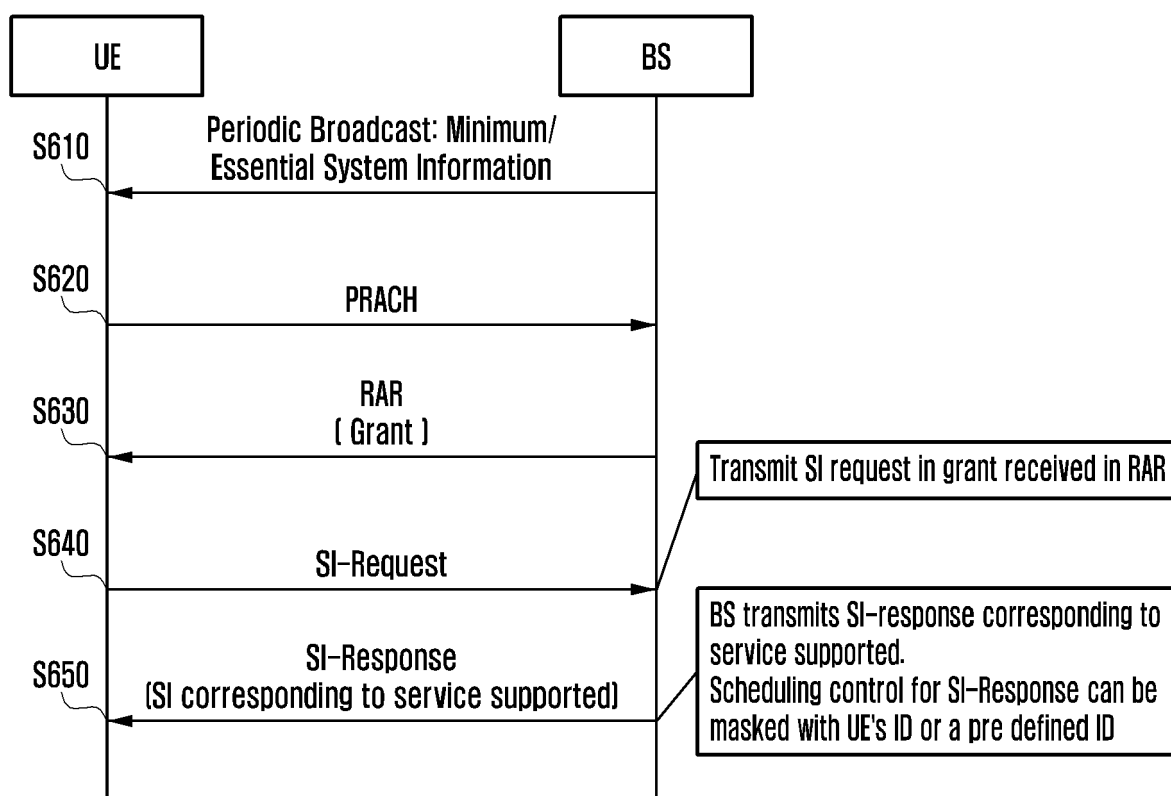 UE
BS
S610
Periodic Broadcast: Minimum/
Essential System Information
S620
PRACH
S630
RAR
( Grant )
Transmit SI request in grant received in RAR
S640
SI-Request
S650
SI-Response
(SI corresponding to service supported)
BS transmits SI-response corresponding to
service supported.
Scheduling control for SI-Response can be
masked with UE's ID or a pre defined ID